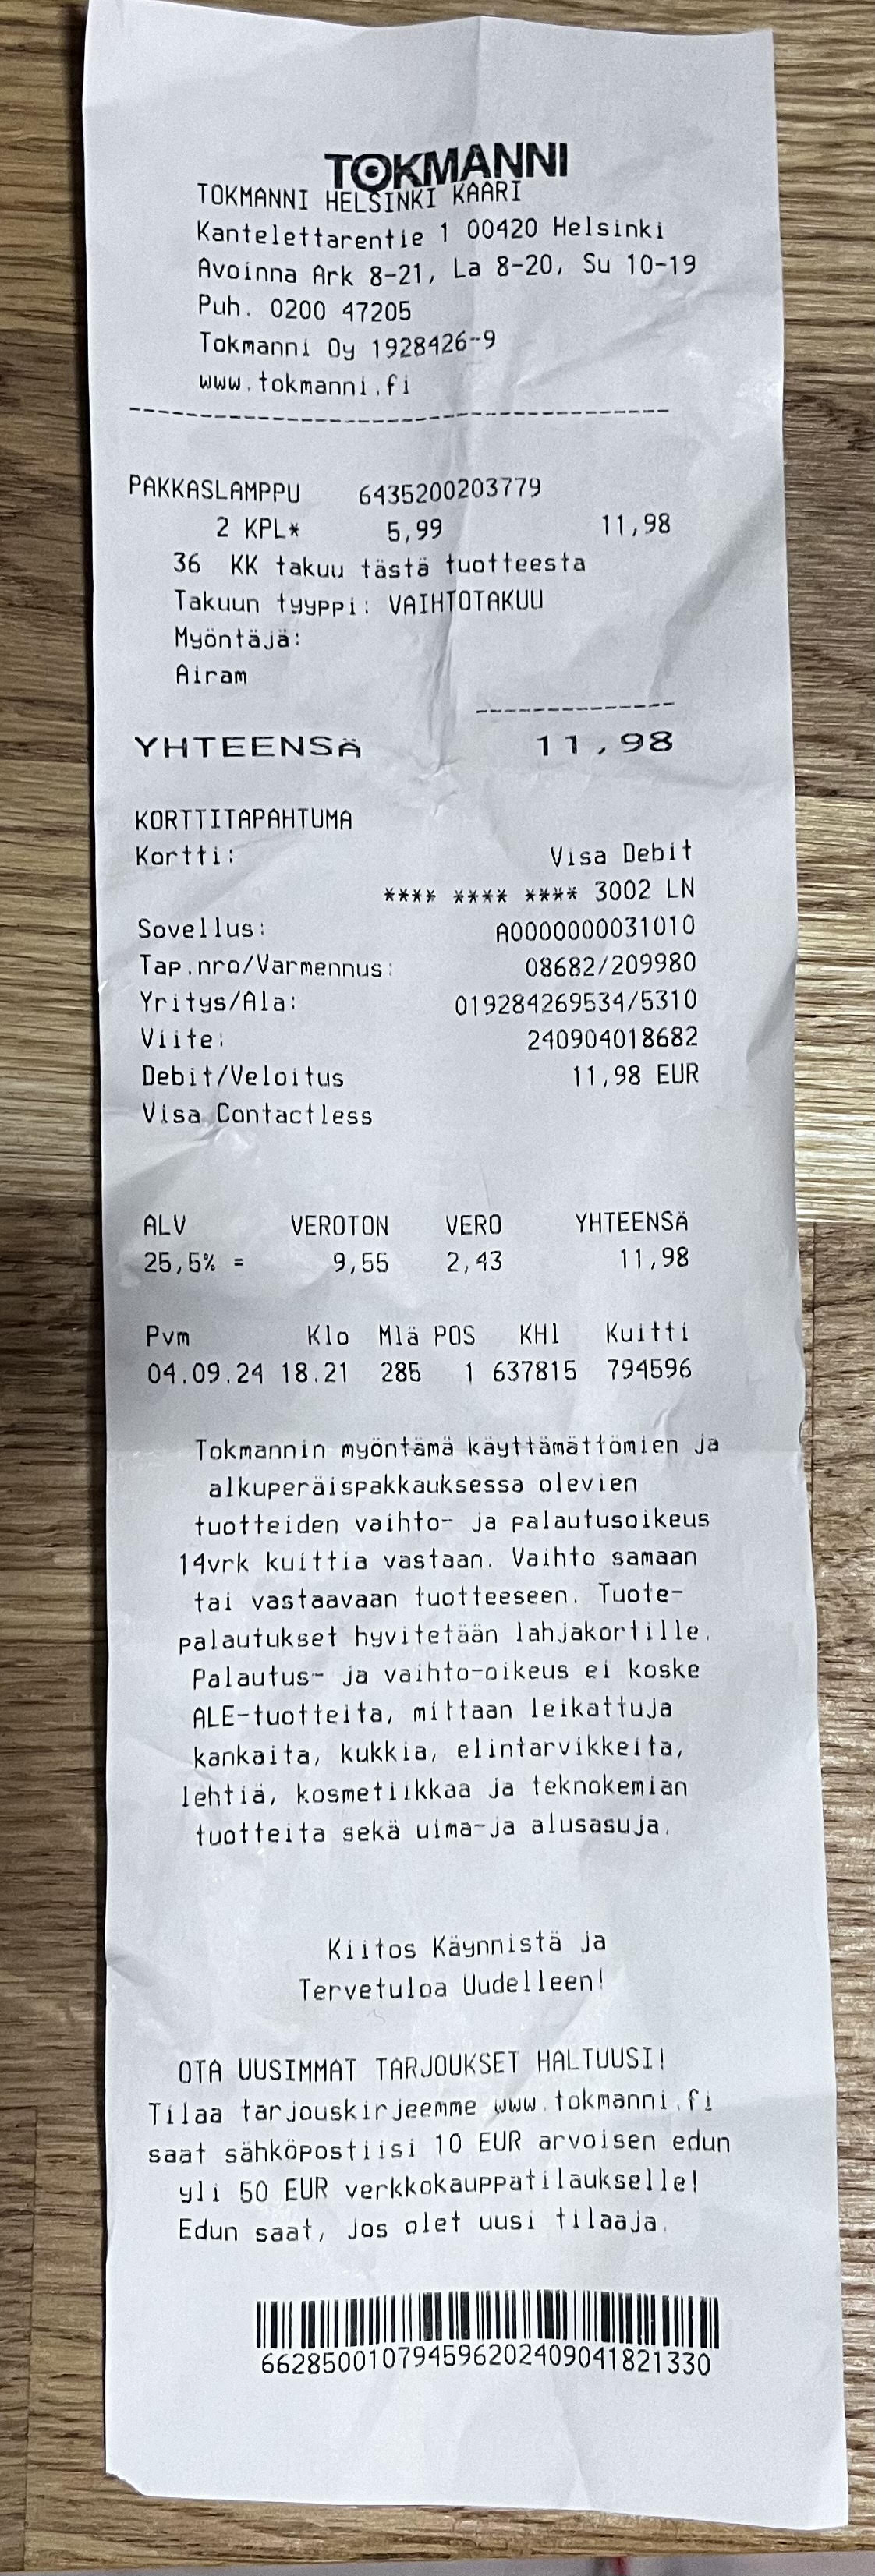 TOKMANNI
TOKMANNI HELSINKI KAARI
Kantelettarentie 1 00420 Helsinki
Avoinna Ark 8-21, La 8-20, Su 10-19
Puh. 0200 47205
Tokmanni Oy 1928426-9
www.tokmanni.fi
PAKKASLAMPPU 6435200203779
2 KPL* 5,99 11,98
36 KK takuu tästä tuotteesta
Takuun tyyppi: VAIHTOTAKUU
Myöntäjä:
Airam
YHTEENSÄ 11,98
KORTTITAPAHTUMA
Kortti: Visa Debit
**** **** **** 3002 LN
Sovellus: A0000000031010
Tap.nro/Varmennus: 08682/209980
Yritys/Ala: 019284269534/5310
Viite: 240904018682
Debit/Veloitus 11,98 EUR
Visa Contactless
ALV VEROTON VERO YHTEENSÄ
25,5% = 9,55 2,43 11,98
Pvm Klo Mlä POS KHl Kuitti
04.09.24 18.21 285 1 637815 794596
Tokmannin myöntämä käyttämättömien ja
alkuperäispakkauksessa olevien
tuotteiden vaihto- ja palautusoikeus
14vrk kuittia vastaan. Vaihto samaan
tai vastaavaan tuotteeseen. Tuote-
palautukset hyvitetään lahjakortille.
Palautus- ja vaihto-oikeus ei koske
ALE-tuotteita, mittaan leikattuja
kankaita, kukkia, elintarvikkeita,
lehtiä, kosmetiikkaa ja teknokemian
tuotteita sekä uima-ja alusasuja.
Kiitos Käynnistä ja
Tervetuloa Uudelleen!
OTA UUSIMMAT TARJOUKSET HALTUUSI!
Tilaa tarjouskirjeemme www.tokmanni.fi
saat sähköpostiisi 10 EUR arvoisen edun
yli 50 EUR verkkokauppatilaukselle!
Edun saat, jos olet uusi tilaaja.
66285001079459620240904​1821330